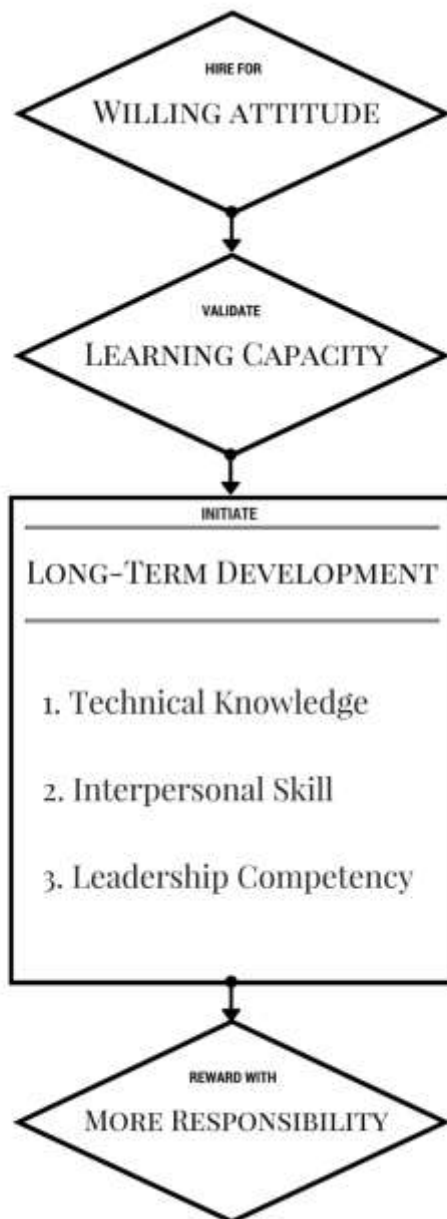 HIRE FOR
WILLING ATTITUDE
VALIDATE
LEARNING CAPACITY
INITIATE
LONG-TERM DEVELOPMENT
1. Technical Knowledge
2. Interpersonal Skill
3. Leadership Competency
REWARD WITH
MORE RESPONSIBILITY